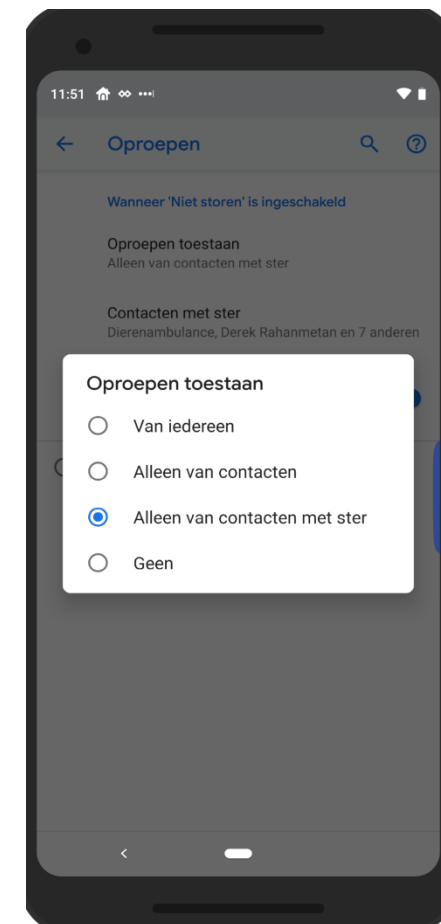 11:51
Oproepen
Wanneer 'Niet storen' is ingeschakeld
Oproepen toestaan
Alleen van contacten met ster
Contacten met ster
Dierenambulance, Derek Rahanmetan en 7 anderen
Oproepen toestaan
Van iedereen
Alleen van contacten
Alleen van contacten met ster
Geen